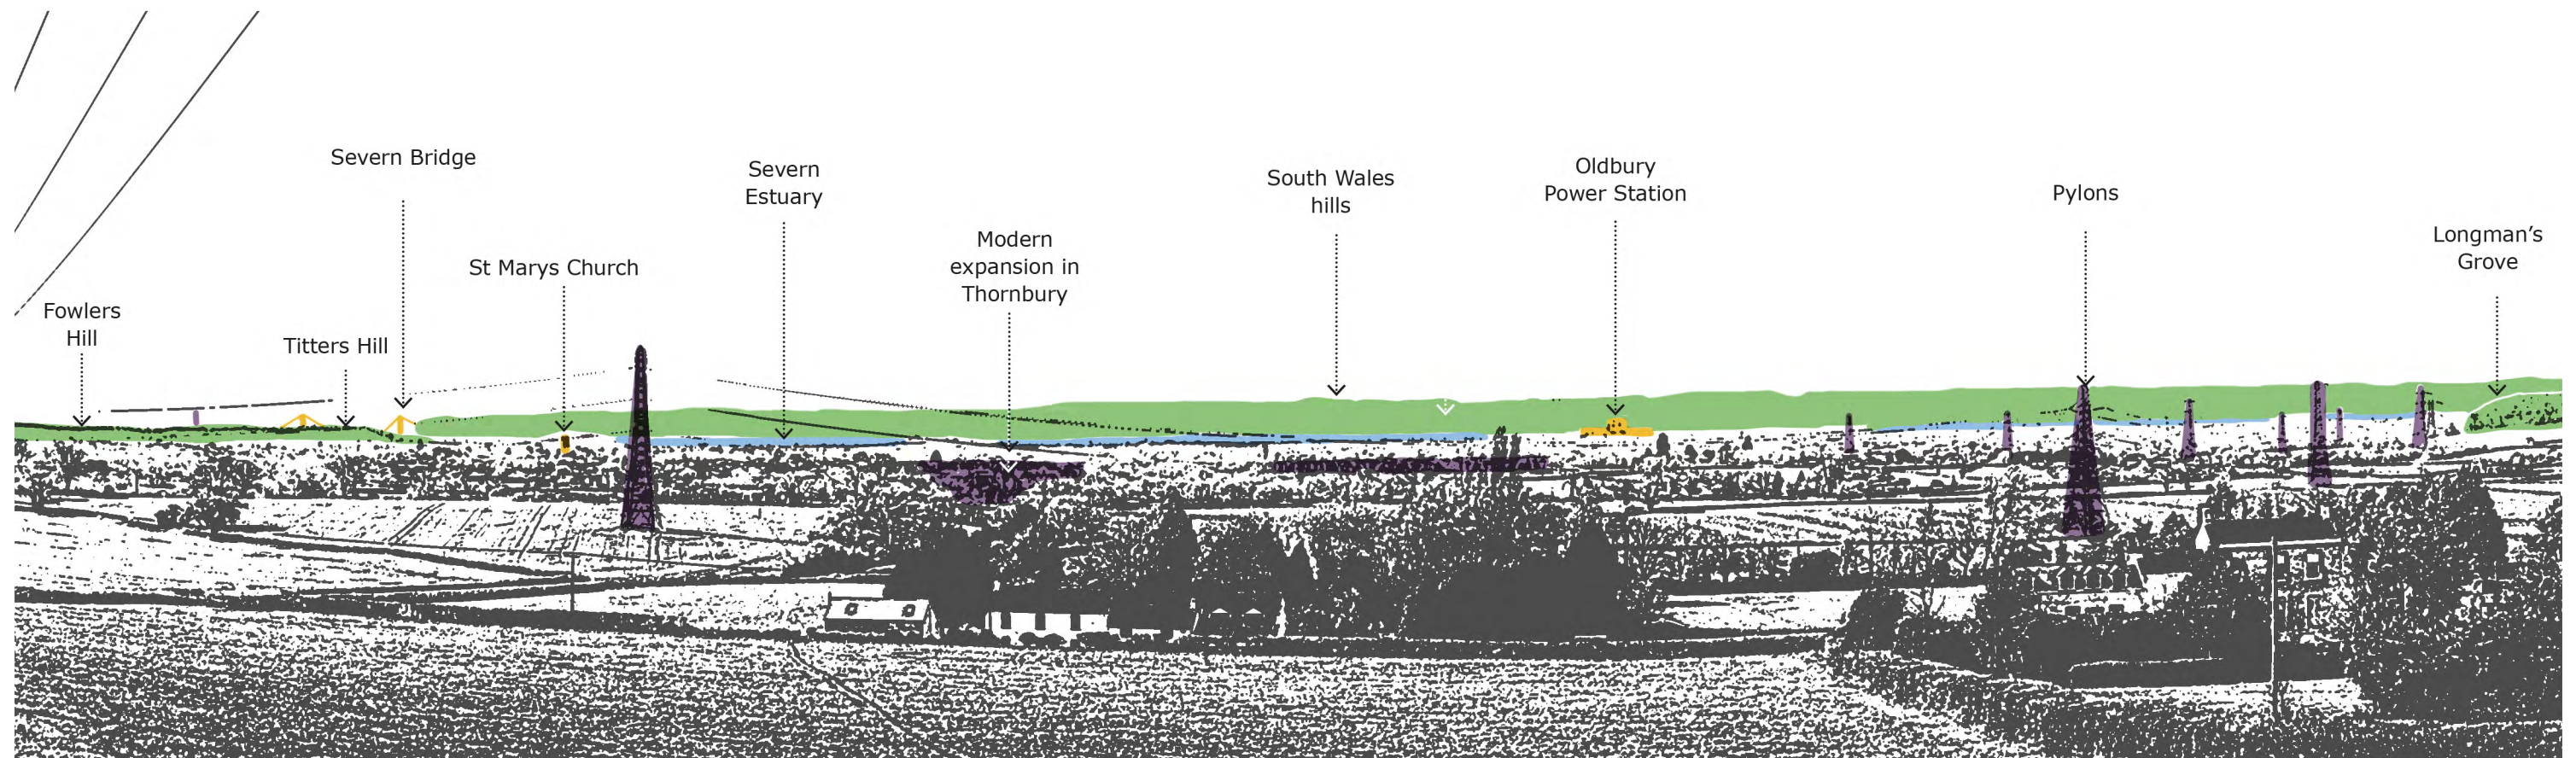 Fowlers
Hill
Titters Hill
Severn Bridge
St Marys Church
Severn
Estuary
Modern
expansion in
Thornbury
South Wales
hills
Oldbury
Power Station
Pylons
Longman's
Grove